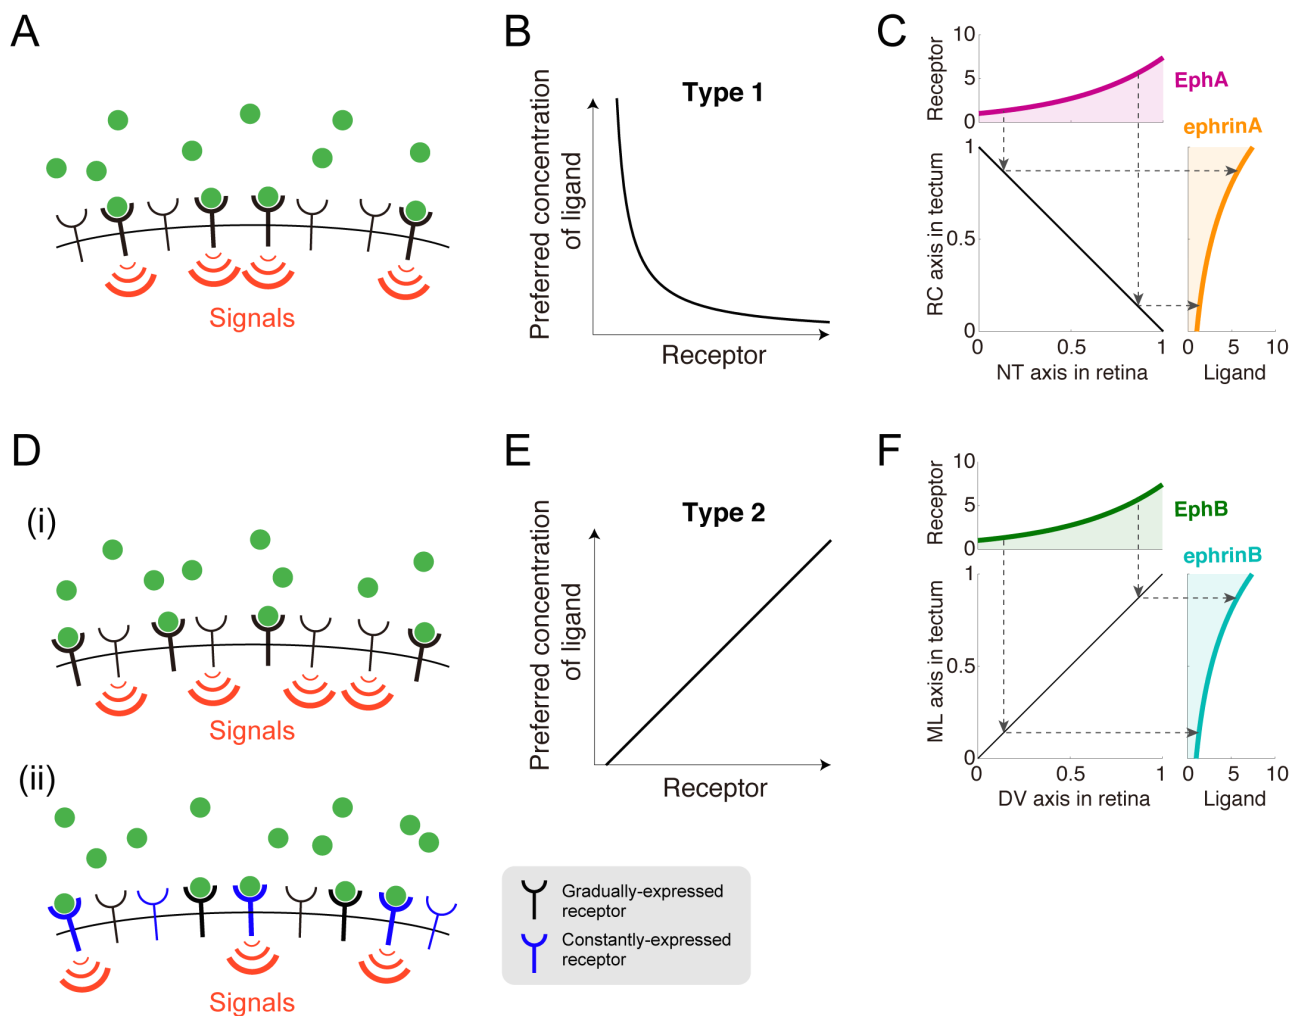 A
Signals
B
Type 1
Preferred concentration
of ligand
Receptor
C
Receptor
10
5
0
EphA
ephrinA
RC axis in tectum
1
0.5
0
0
0.5
1
NT axis in retina
0
5
10
Ligand
D
(i)
Signals
(ii)
Signals
E
Type 2
Preferred concentration
of ligand
Receptor
Gradually-expressed
receptor
Constantly-expressed
receptor
F
Receptor
10
5
0
EphB
ephrinB
ML axis in tectum
1
0.5
0
0
0.5
1
DV axis in retina
0
5
10
Ligand